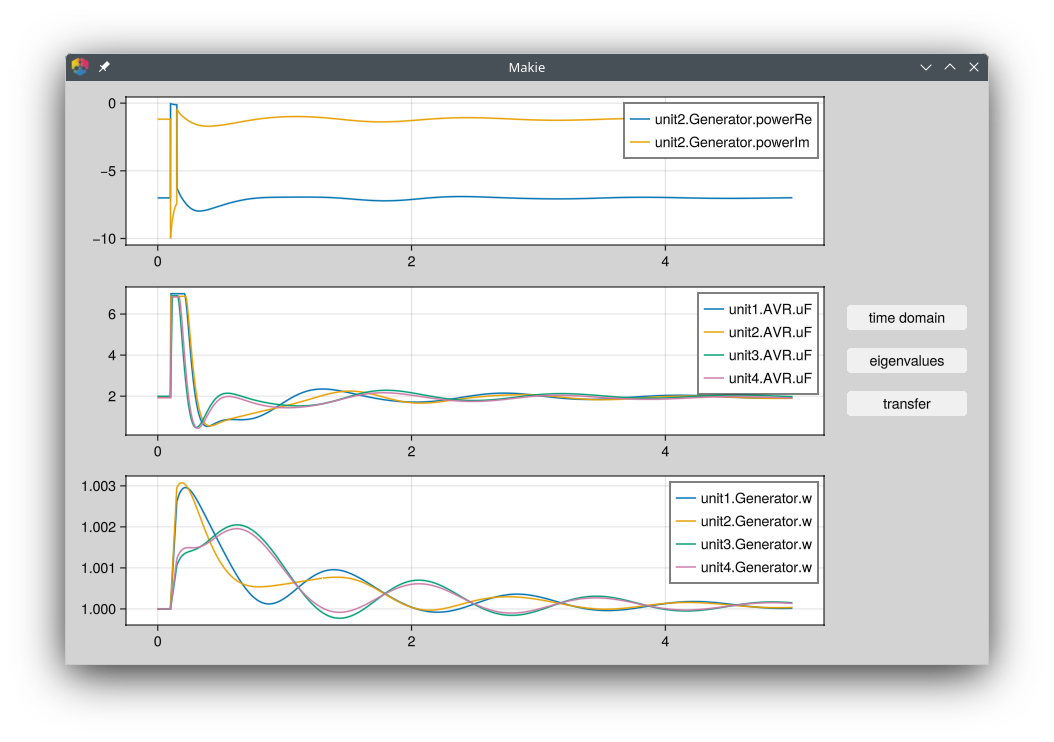 Makie
0
−5
−10
unit2.Generator.powerRe
unit2.Generator.powerIm
0 2 4
6
4
2
unit1.AVR.uF
unit2.AVR.uF
unit3.AVR.uF
unit4.AVR.uF
0 2 4
time domain
eigenvalues
transfer
1.003
1.002
1.001
1.000
unit1.Generator.w
unit2.Generator.w
unit3.Generator.w
unit4.Generator.w
0 2 4